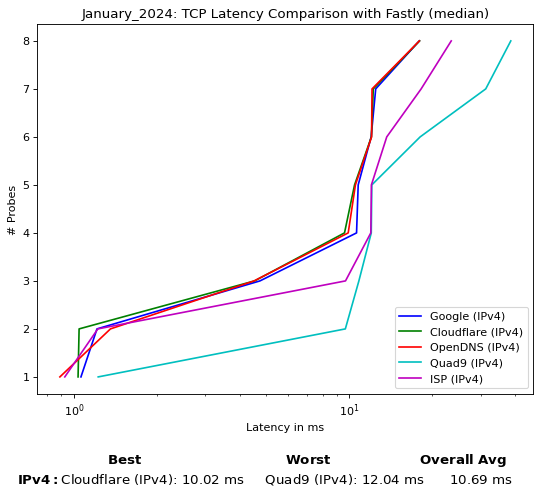 January_2024: TCP Latency Comparison with Fastly (median)
8
7
6
5
4
3
2
1
# Probes
Google (IPv4)
Cloudflare (IPv4)
OpenDNS (IPv4)
Quad9 (IPv4)
ISP (IPv4)
10⁰ 10¹
Latency in ms
Best Worst Overall Avg
IPv4: Cloudflare (IPv4): 10.02 ms Quad9 (IPv4): 12.04 ms 10.69 ms